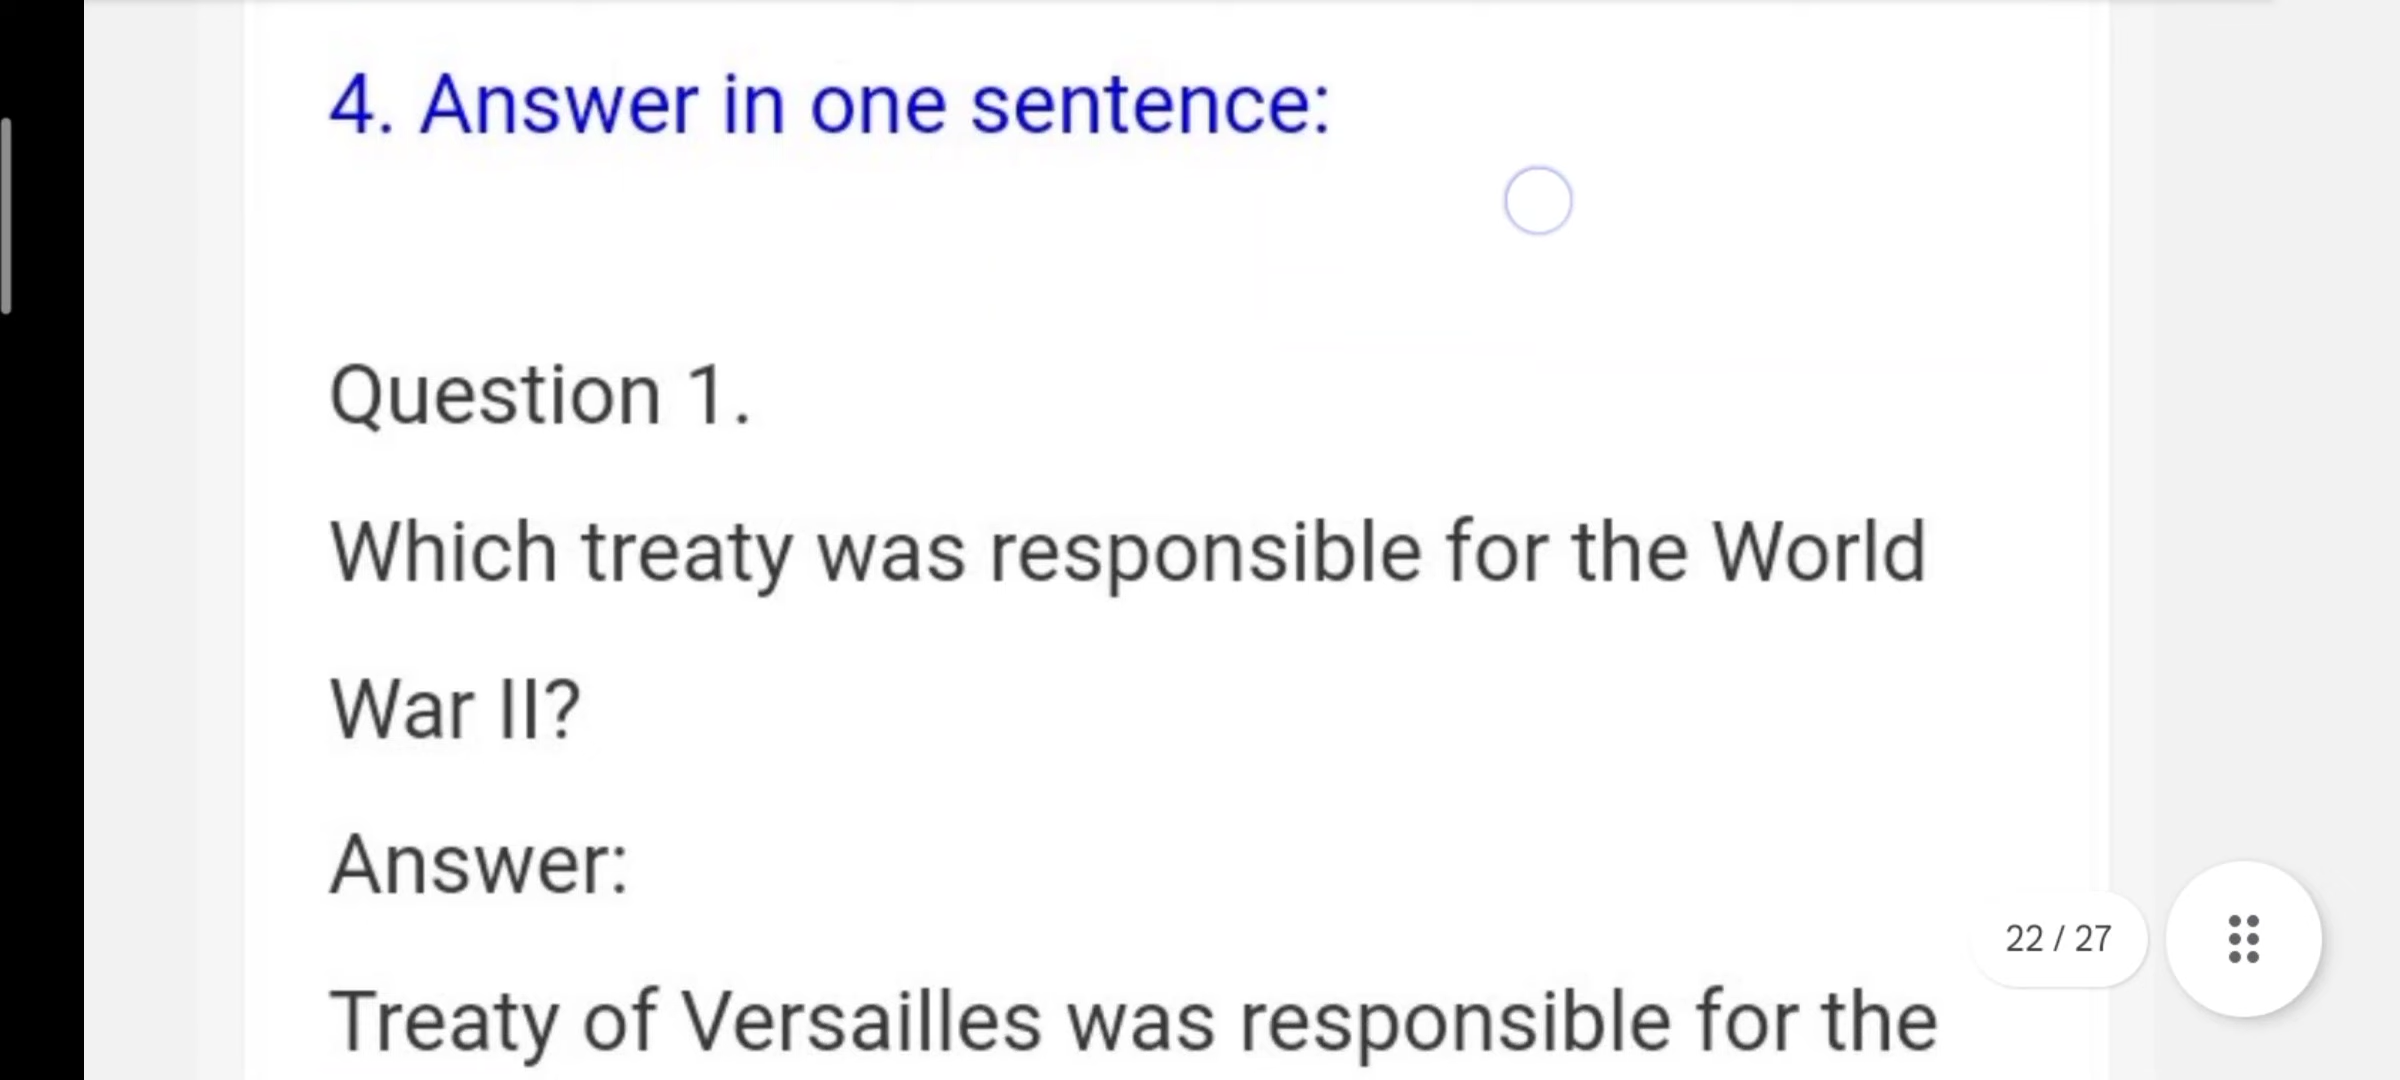 4. Answer in one sentence:
Question 1.
Which treaty was responsible for the World
War II?
Answer:
Treaty of Versailles was responsible for the
22 / 27